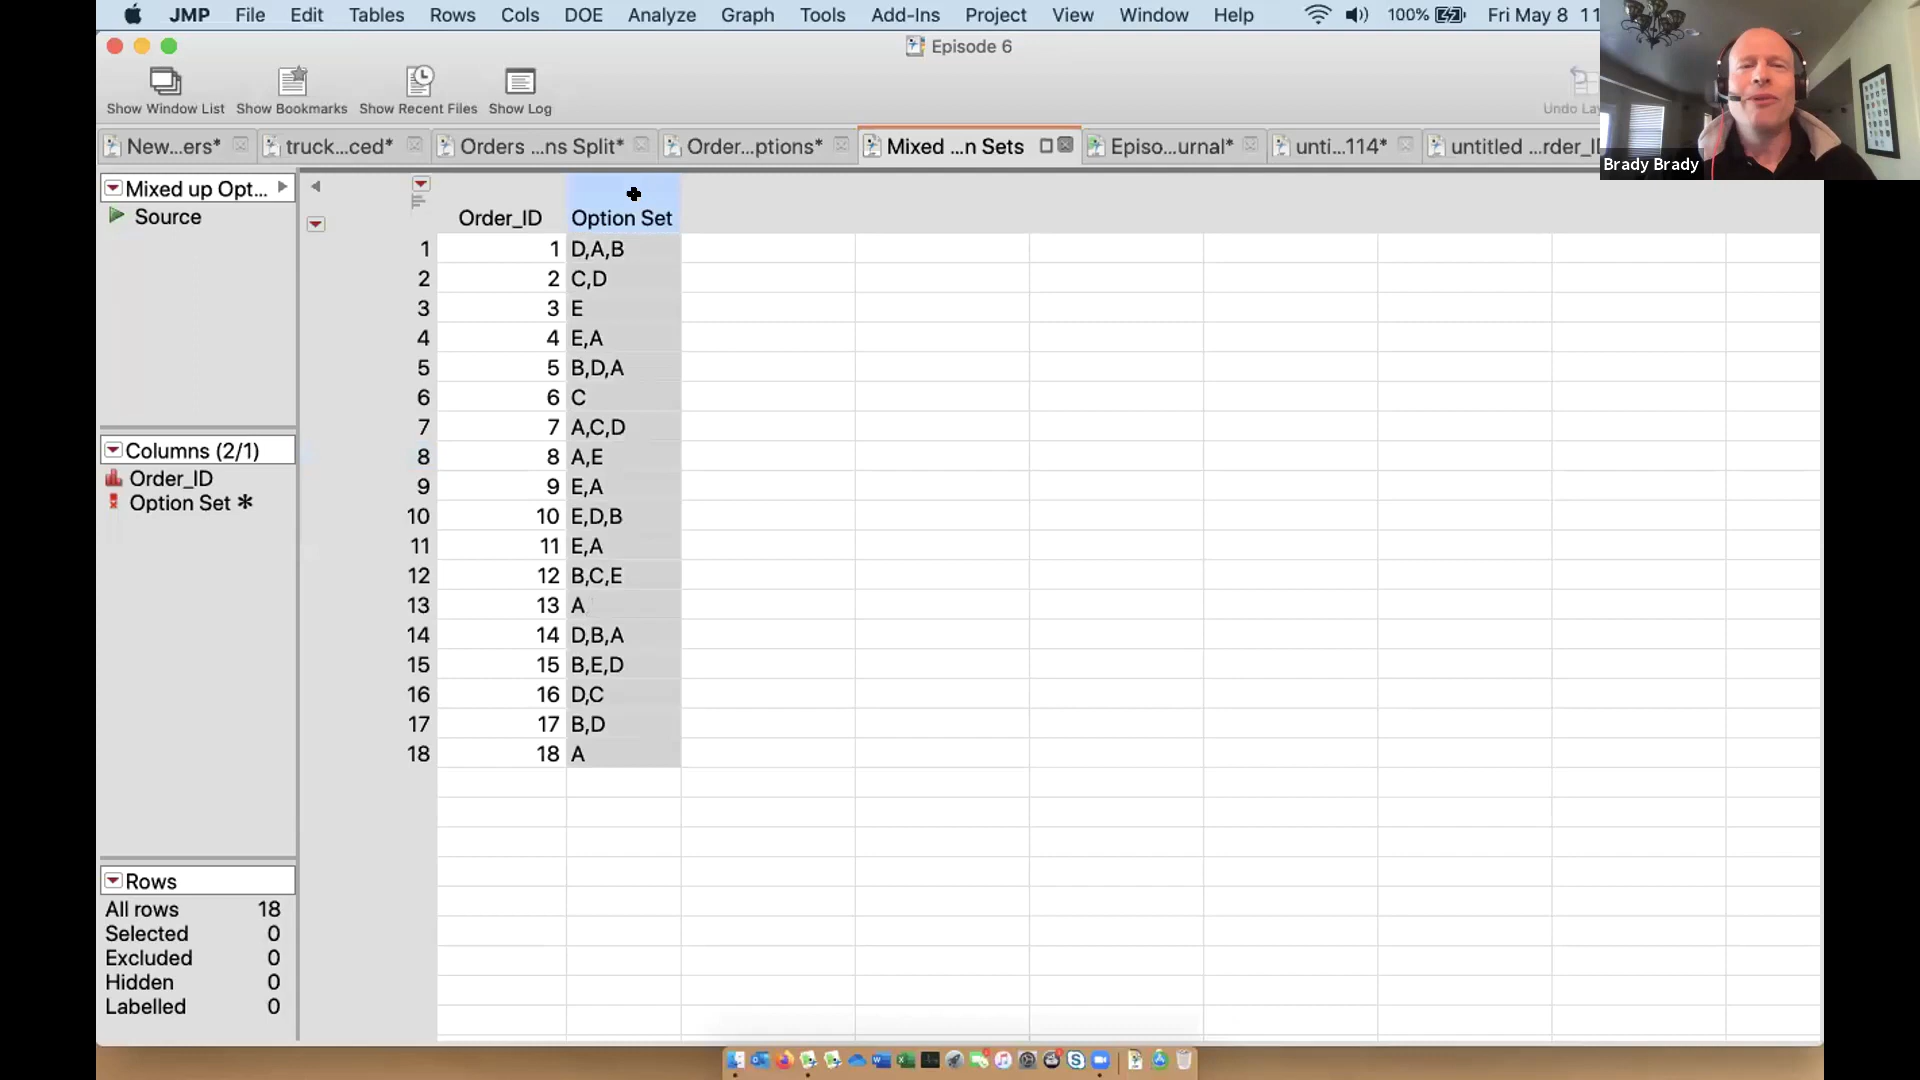 JMP File Edit Tables Rows Cols DOE Analyze Graph Tools Add-Ins Project View Window Help 100% Fri May 8 11
Episode 6
Show Window List Show Bookmarks Show Recent Files Show Log Undo La
New...ers* truck...ced* Orders ...ns Split* Order...ptions* Mixed ...n Sets Episo...urnal* unti...114* untitled ...rder_I
Brady Brady
Mixed up Opt...
Source
Order_ID Option Set
1 1 D,A,B
2 2 C,D
3 3 E
4 4 E,A
5 5 B,D,A
6 6 C
7 7 A,C,D
8 8 A,E
9 9 E,A
10 10 E,D,B
11 11 E,A
12 12 B,C,E
13 13 A
14 14 D,B,A
15 15 B,E,D
16 16 D,C
17 17 B,D
18 18 A
Columns (2/1)
Order_ID
Option Set *
Rows
All rows 18
Selected 0
Excluded 0
Hidden 0
Labelled 0